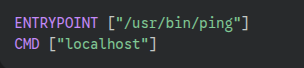 ENTRYPOINT ["/usr/bin/ping"]
CMD ["localhost"]